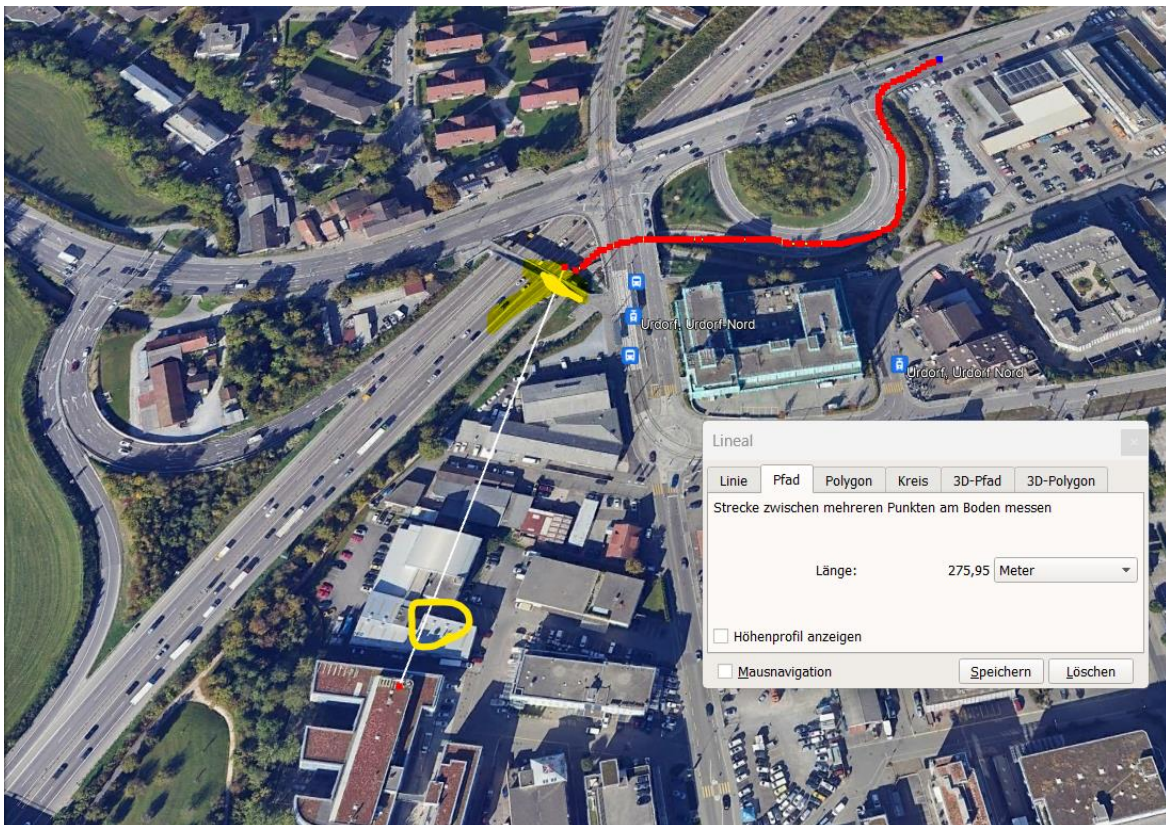 Urdorf, Urdorf-Nord
Urdorf, Urdorf Nord
Lineal
Linie
Pfad
Polygon
Kreis
3D-Pfad
3D-Polygon
Strecke zwischen mehreren Punkten am Boden messen
Länge: 275,95 Meter
Höhenprofil anzeigen
Mausnavigation
Speichern
Löschen